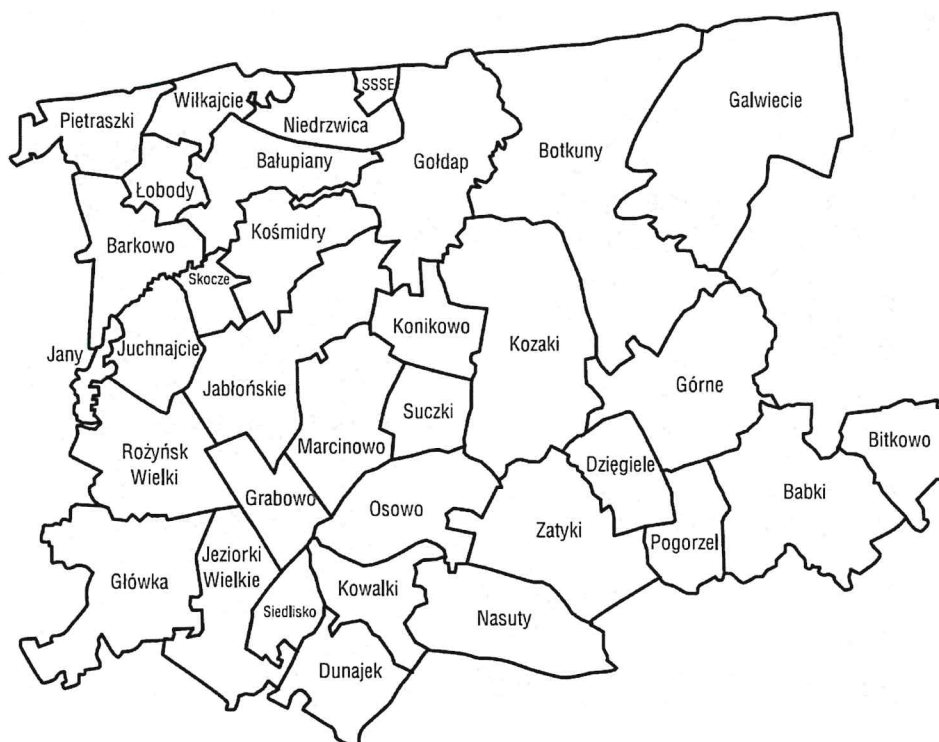 SSSE
Wiłkajcie
Galwiecie
Pietraszki
Niedrzwica
Botkuny
Bałupiany
Gołdap
Łobody
Kośmidry
Barkowo
Skocze
Konikowo
Jany
Juchnajcie
Kozaki
Jabłońskie
Górne
Suczki
Marcinowo
Bitkowo
Rożyńsk
Wielki
Dzięgiele
Babki
Grabowo
Osowo
Zatyki
Pogorzel
Jeziorki
Wielkie
Główka
Kowalki
Siedlisko
Nasuty
Dunajek